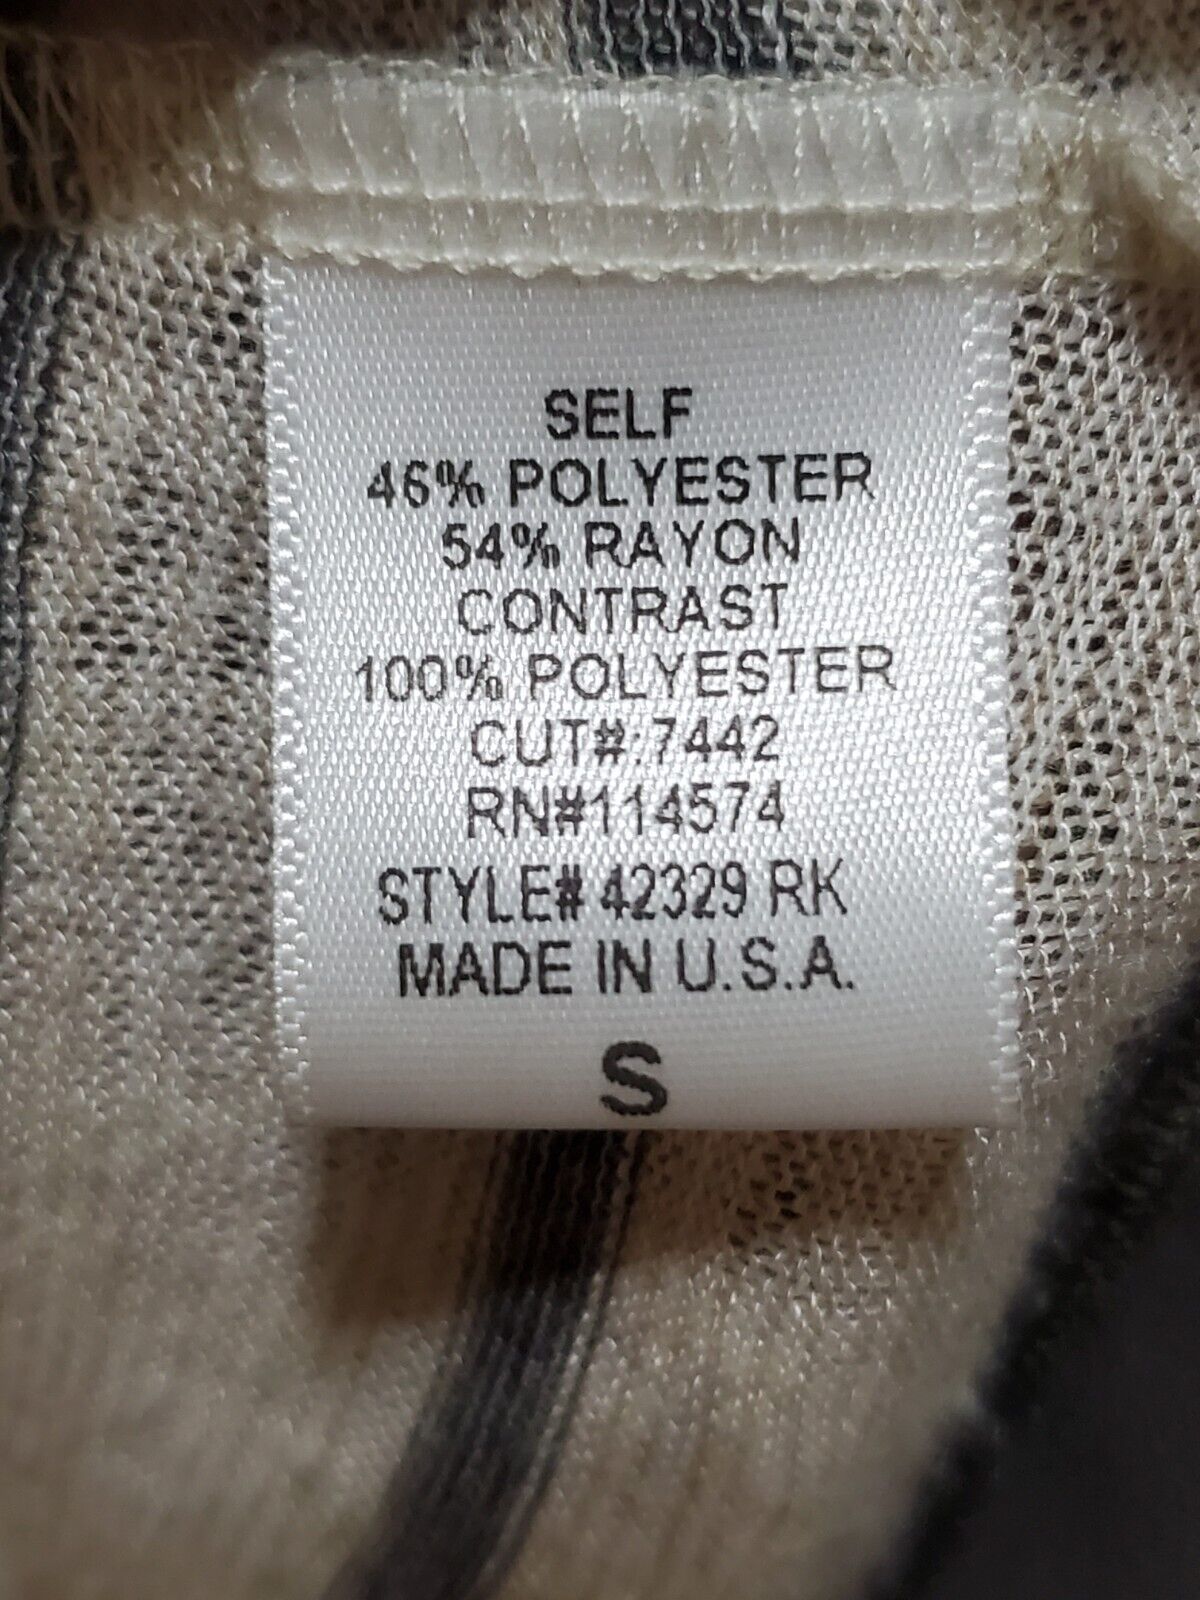 SELF
46% POLYESTER
54% RAYON
CONTRAST
100% POLYESTER
CUT#:7442
RN#114574
STYLE# 42329 RK
MADE IN U.S.A.
S